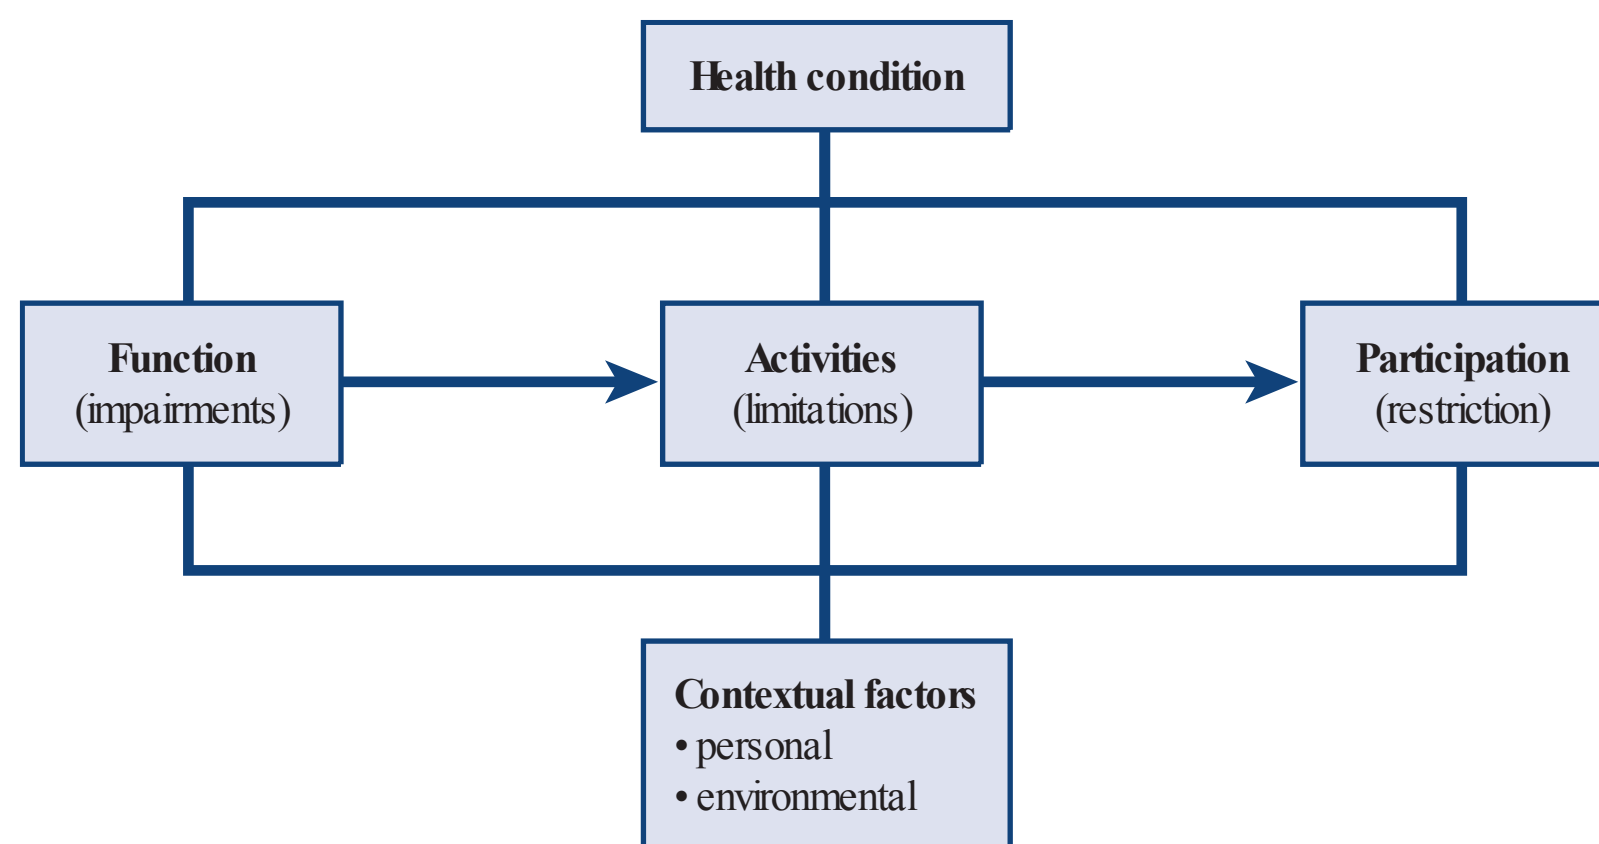 Health condition
Function
(impairments)
Activities
(limitations)
Participation
(restriction)
Contextual factors
• personal
• environmental